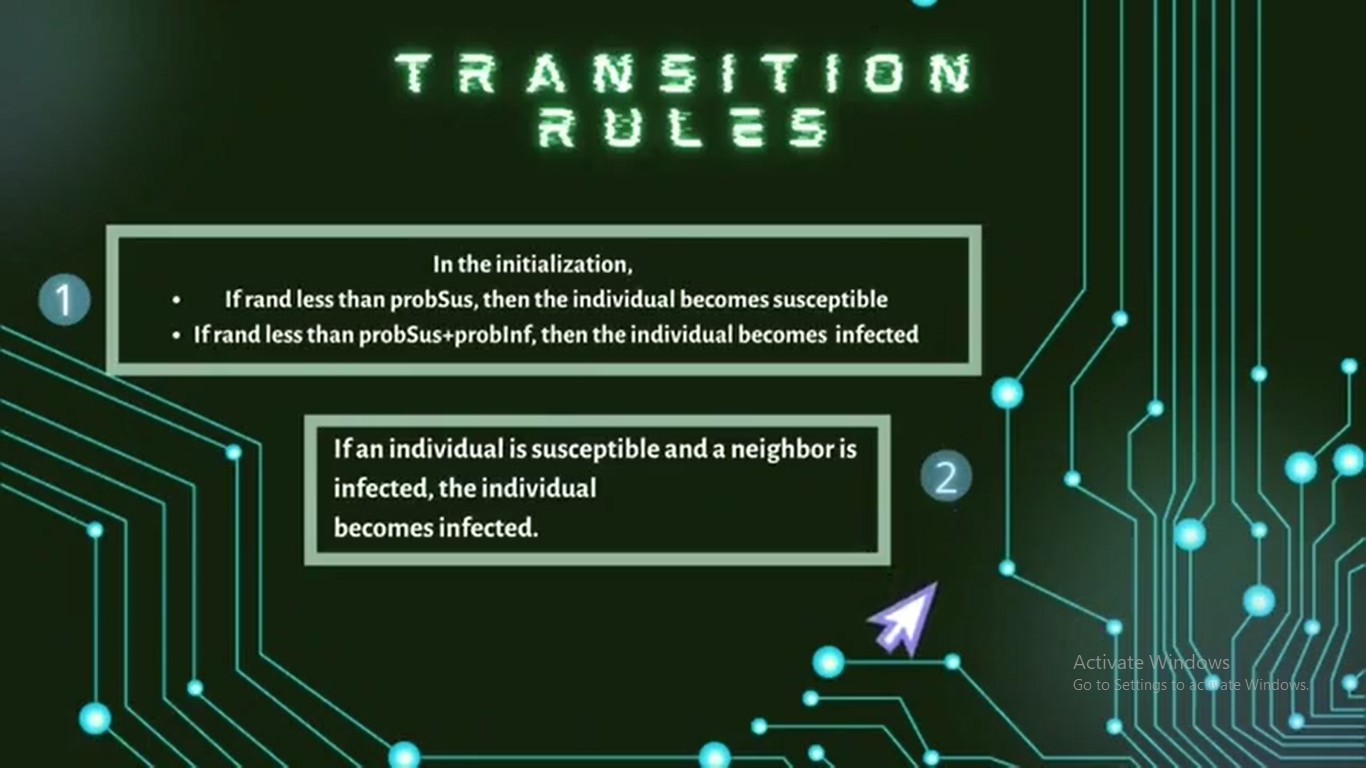 TRANSITION
RULES
1
In the initialization,
• If rand less than probSus, then the individual becomes susceptible
• If rand less than probSus+probInf, then the individual becomes infected
If an individual is susceptible and a neighbor is
infected, the individual
becomes infected.
2
Activate Windows
Go to Settings to activate Windows.